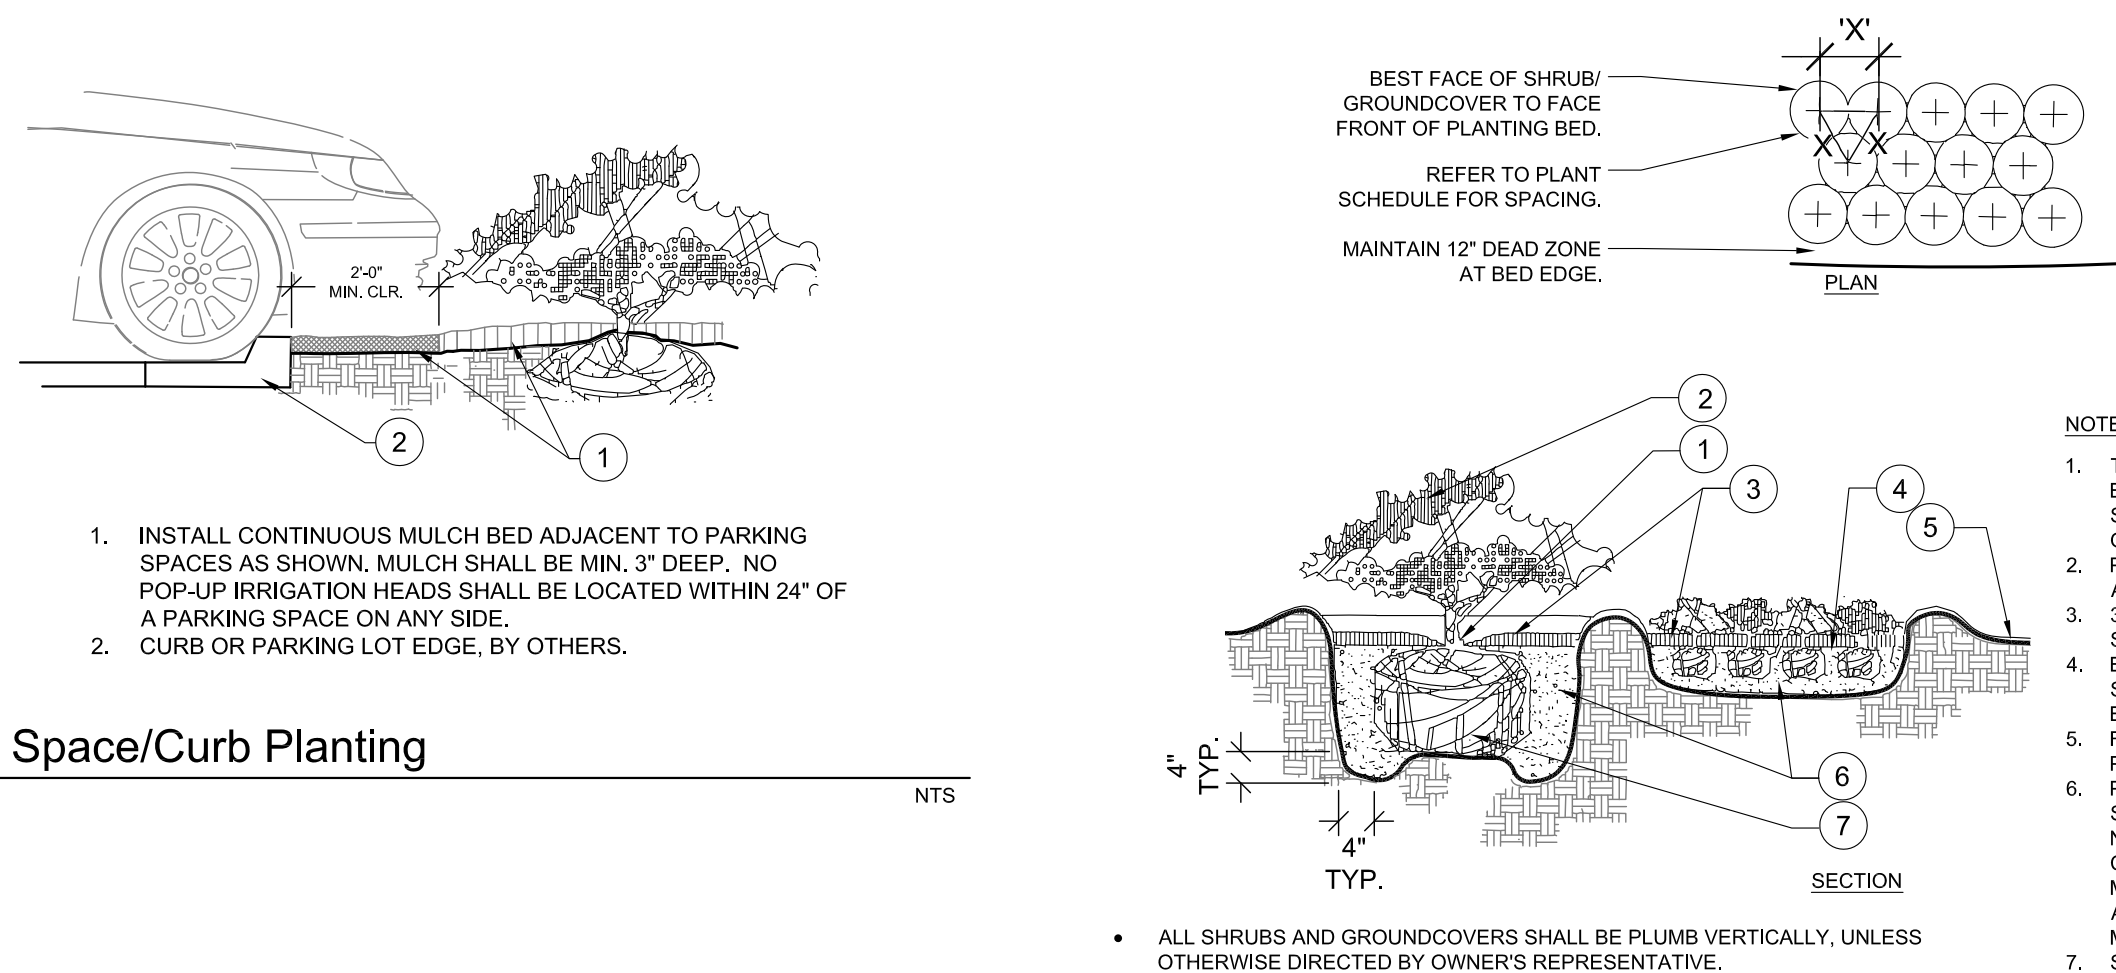 2'-0"
MIN. CLR.
2
1
1. INSTALL CONTINUOUS MULCH BED ADJACENT TO PARKING
SPACES AS SHOWN. MULCH SHALL BE MIN. 3" DEEP. NO
POP-UP IRRIGATION HEADS SHALL BE LOCATED WITHIN 24" OF
A PARKING SPACE ON ANY SIDE.
2. CURB OR PARKING LOT EDGE, BY OTHERS.
Space/Curb Planting
NTS
'X'
BEST FACE OF SHRUB/
GROUNDCOVER TO FACE
FRONT OF PLANTING BED.
X X
REFER TO PLANT
SCHEDULE FOR SPACING.
MAINTAIN 12" DEAD ZONE
AT BED EDGE.
PLAN
2
1
3
4
5
6
7
4"
TYP.
4"
TYP.
SECTION
• ALL SHRUBS AND GROUNDCOVERS SHALL BE PLUMB VERTICALLY, UNLESS
OTHERWISE DIRECTED BY OWNER'S REPRESENTATIVE.
1.
2.
3.
4.
5.
6.
7.